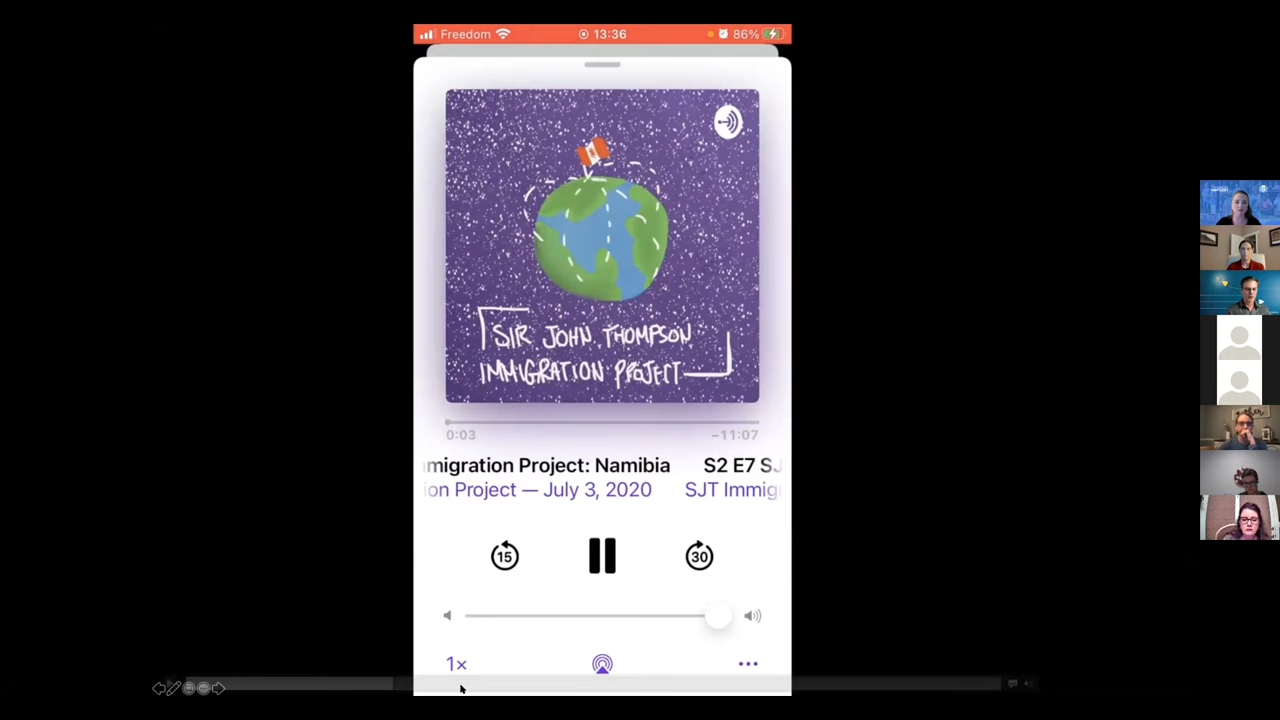 Freedom
13:36
86%
SIR JOHN THOMPSON
IMMIGRATION PROJECT
0:03
−11:07
migration Project: Namibia S2 E7 SJ
ion Project — July 3, 2020 SJT Immig
15
30
1×